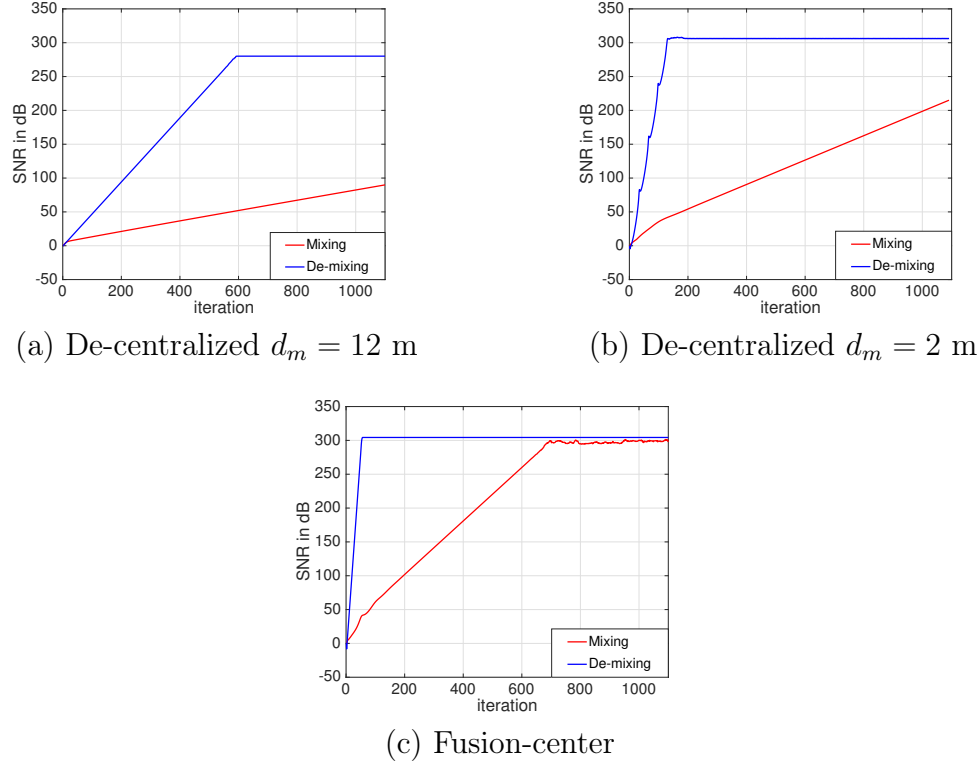 350
300
250
200
150
100
50
0
-50
SNR in dB
0 200 400 600 800 1000
iteration
Mixing
De-mixing
(a) De-centralized $d_m = 12$ m
350
300
250
200
150
100
50
0
-50
SNR in dB
0 200 400 600 800 1000
iteration
Mixing
De-mixing
(b) De-centralized $d_m = 2$ m
350
300
250
200
150
100
50
0
-50
SNR in dB
0 200 400 600 800 1000
iteration
Mixing
De-mixing
(c) Fusion-center